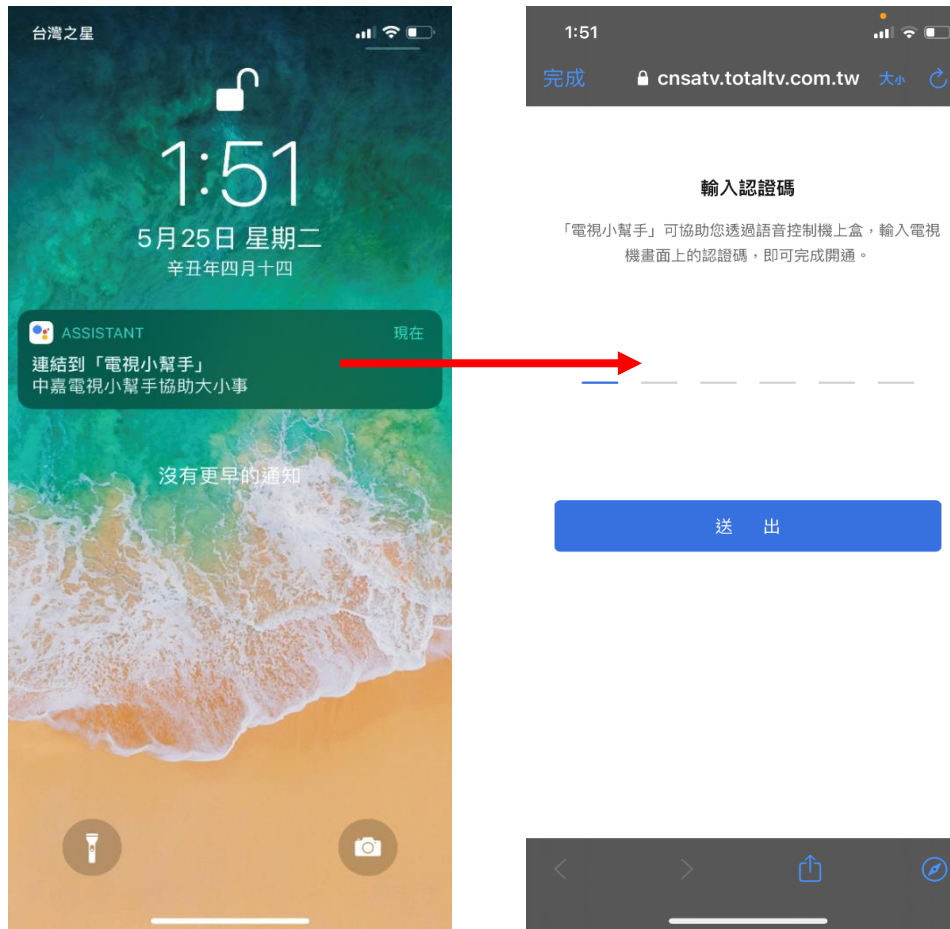 台灣之星
1:51
5月25日 星期二
辛丑年四月十四
ASSISTANT 現在
連結到「電視小幫手」
中嘉電視小幫手協助大小事
沒有更早的通知
1:51
完成 cnsatv.totaltv.com.tw 大小
輸入認證碼
「電視小幫手」可協助您透過語音控制機上盒，輸入電視
機畫面上的認證碼，即可完成開通。
送 出